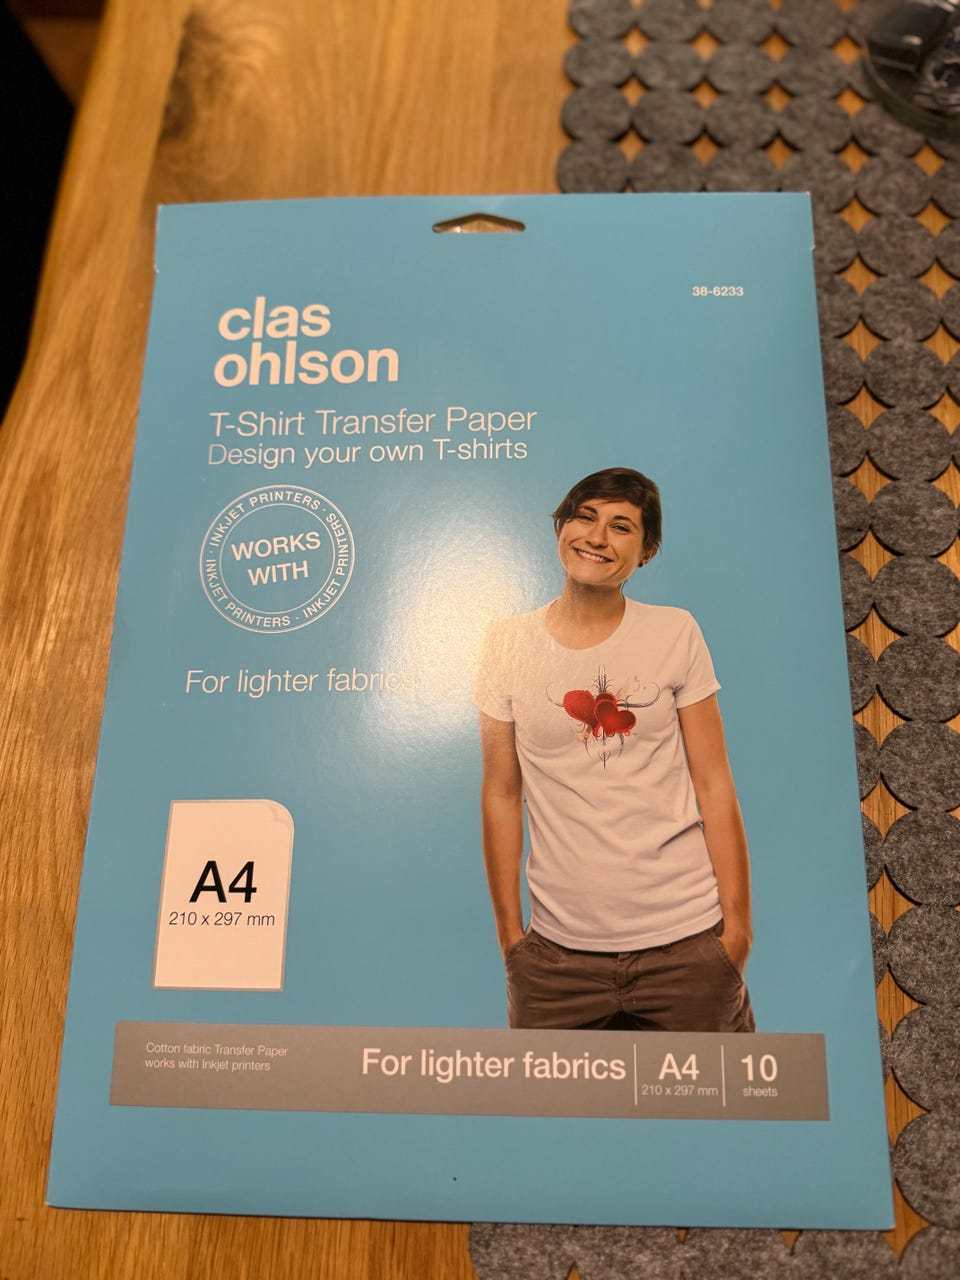 38-6233
clas
ohlson
T-Shirt Transfer Paper
Design your own T-shirts
· INKJET PRINTERS · INKJET PRINTERS · INKJET PRINTERS
WORKS
WITH
For lighter fabrics
A4
210 x 297 mm
Cotton fabric Transfer Paper
works with Inkjet printers
For lighter fabrics
A4
210 x 297 mm
10
sheets